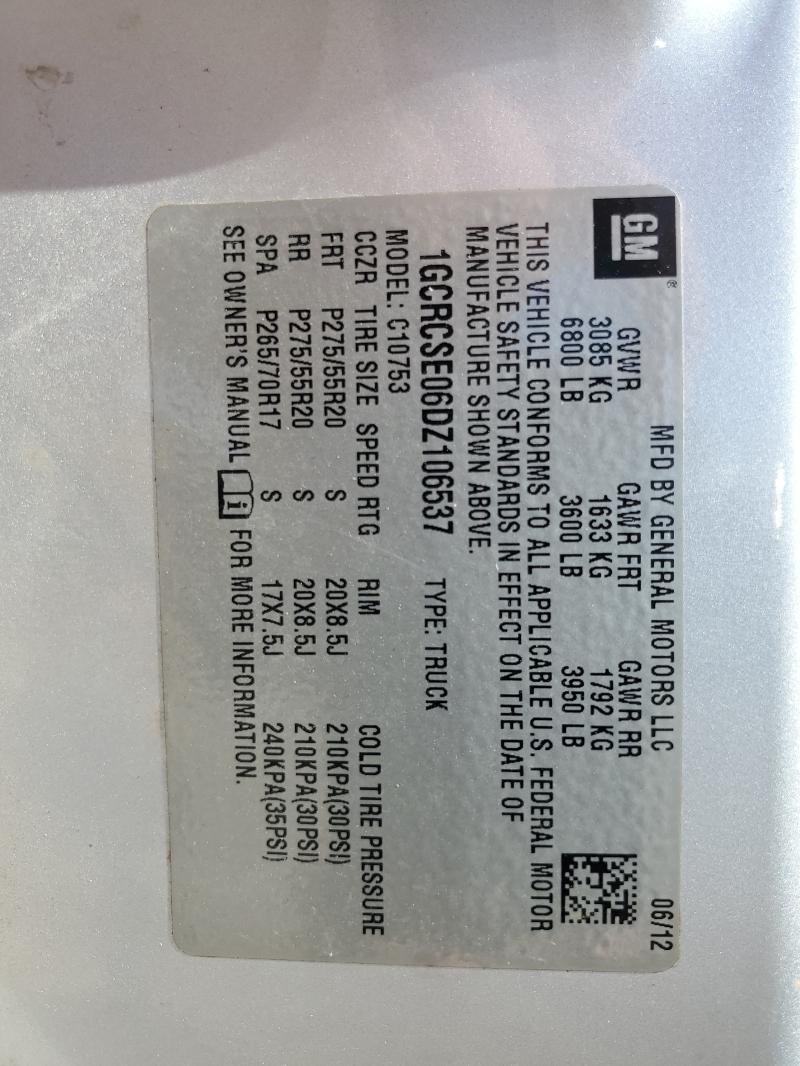 MFD BY GENERAL MOTORS LLC 06/12
GM®
GVWR GAWR FRT GAWR RR
3085 KG 1633 KG 1792 KG
6800 LB 3600 LB 3950 LB
THIS VEHICLE CONFORMS TO ALL APPLICABLE U.S. FEDERAL MOTOR
VEHICLE SAFETY STANDARDS IN EFFECT ON THE DATE OF
MANUFACTURE SHOWN ABOVE.
1GCRCSE06DZ106537 TYPE: TRUCK
MODEL: C10753
CCZR TIRE SIZE SPEED RTG RIM COLD TIRE PRESSURE
FRT P275/55R20 S 20X8.5J 210KPA(30PSI)
RR P275/55R20 S 20X8.5J 210KPA(30PSI)
SPA P265/70R17 S 17X7.5J 240KPA(35PSI)
SEE OWNER'S MANUAL i FOR MORE INFORMATION.